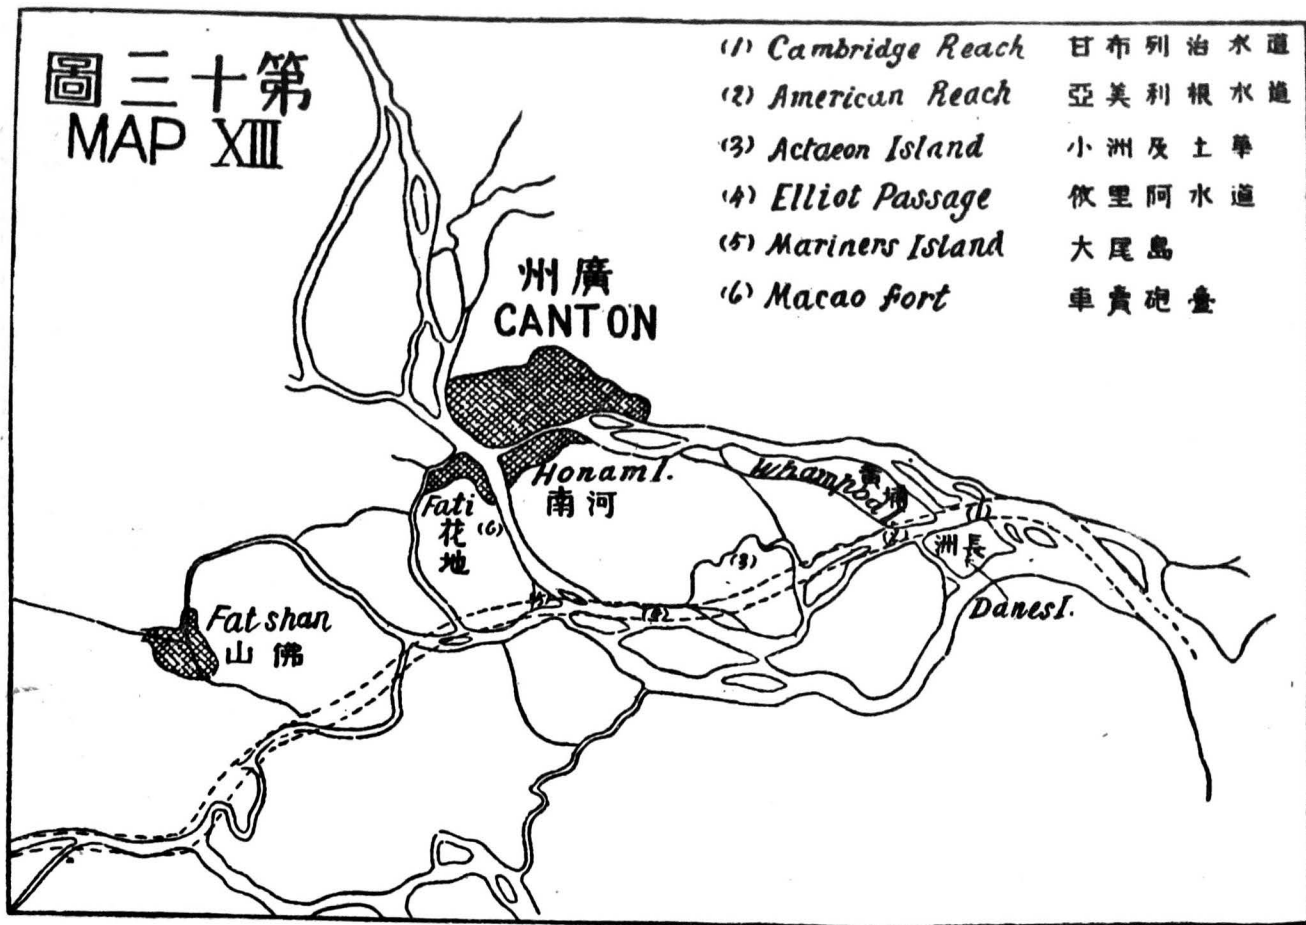 圖三十第
MAP XIII
(1) Cambridge Reach 甘布列治水道
(2) American Reach 亞美利根水道
(3) Actaeon Island 小洲及土華
(4) Elliot Passage 攸里阿水道
(5) Mariners Island 大尾島
(6) Macao fort 車賣砲臺
州廣
CANTON
Honam I.
南河
Whampoa I.
黃埔
Fati
花地
(6)
(1)
(2)
洲長
(3)
Danes I.
(5)
(4)
Fatshan
山佛